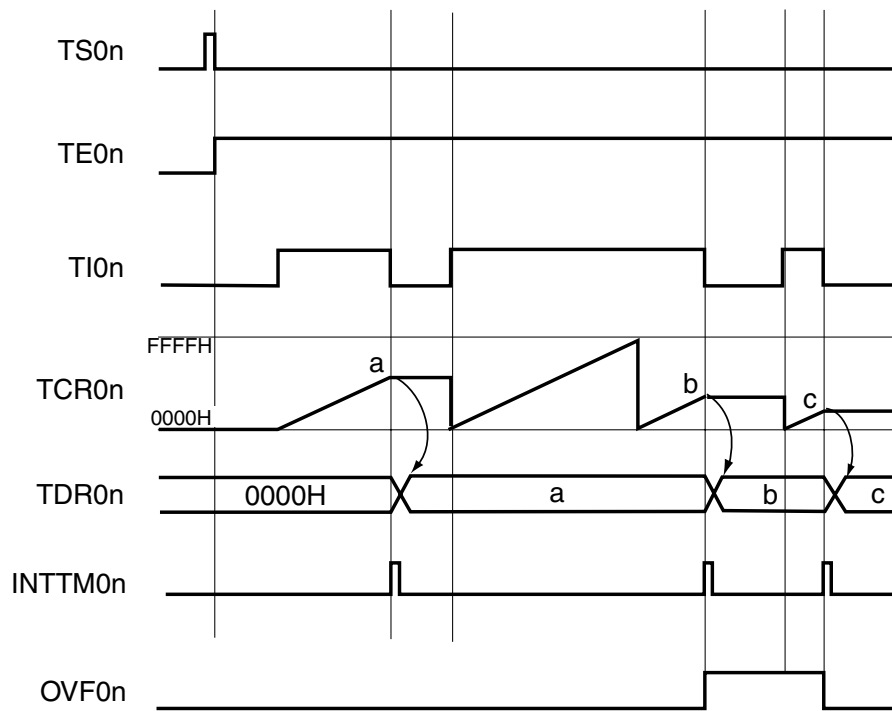 TS0n
TE0n
TI0n
FFFFH
a
b
c
TCR0n
0000H
TDR0n
0000H
a
b
c
INTTM0n
OVF0n